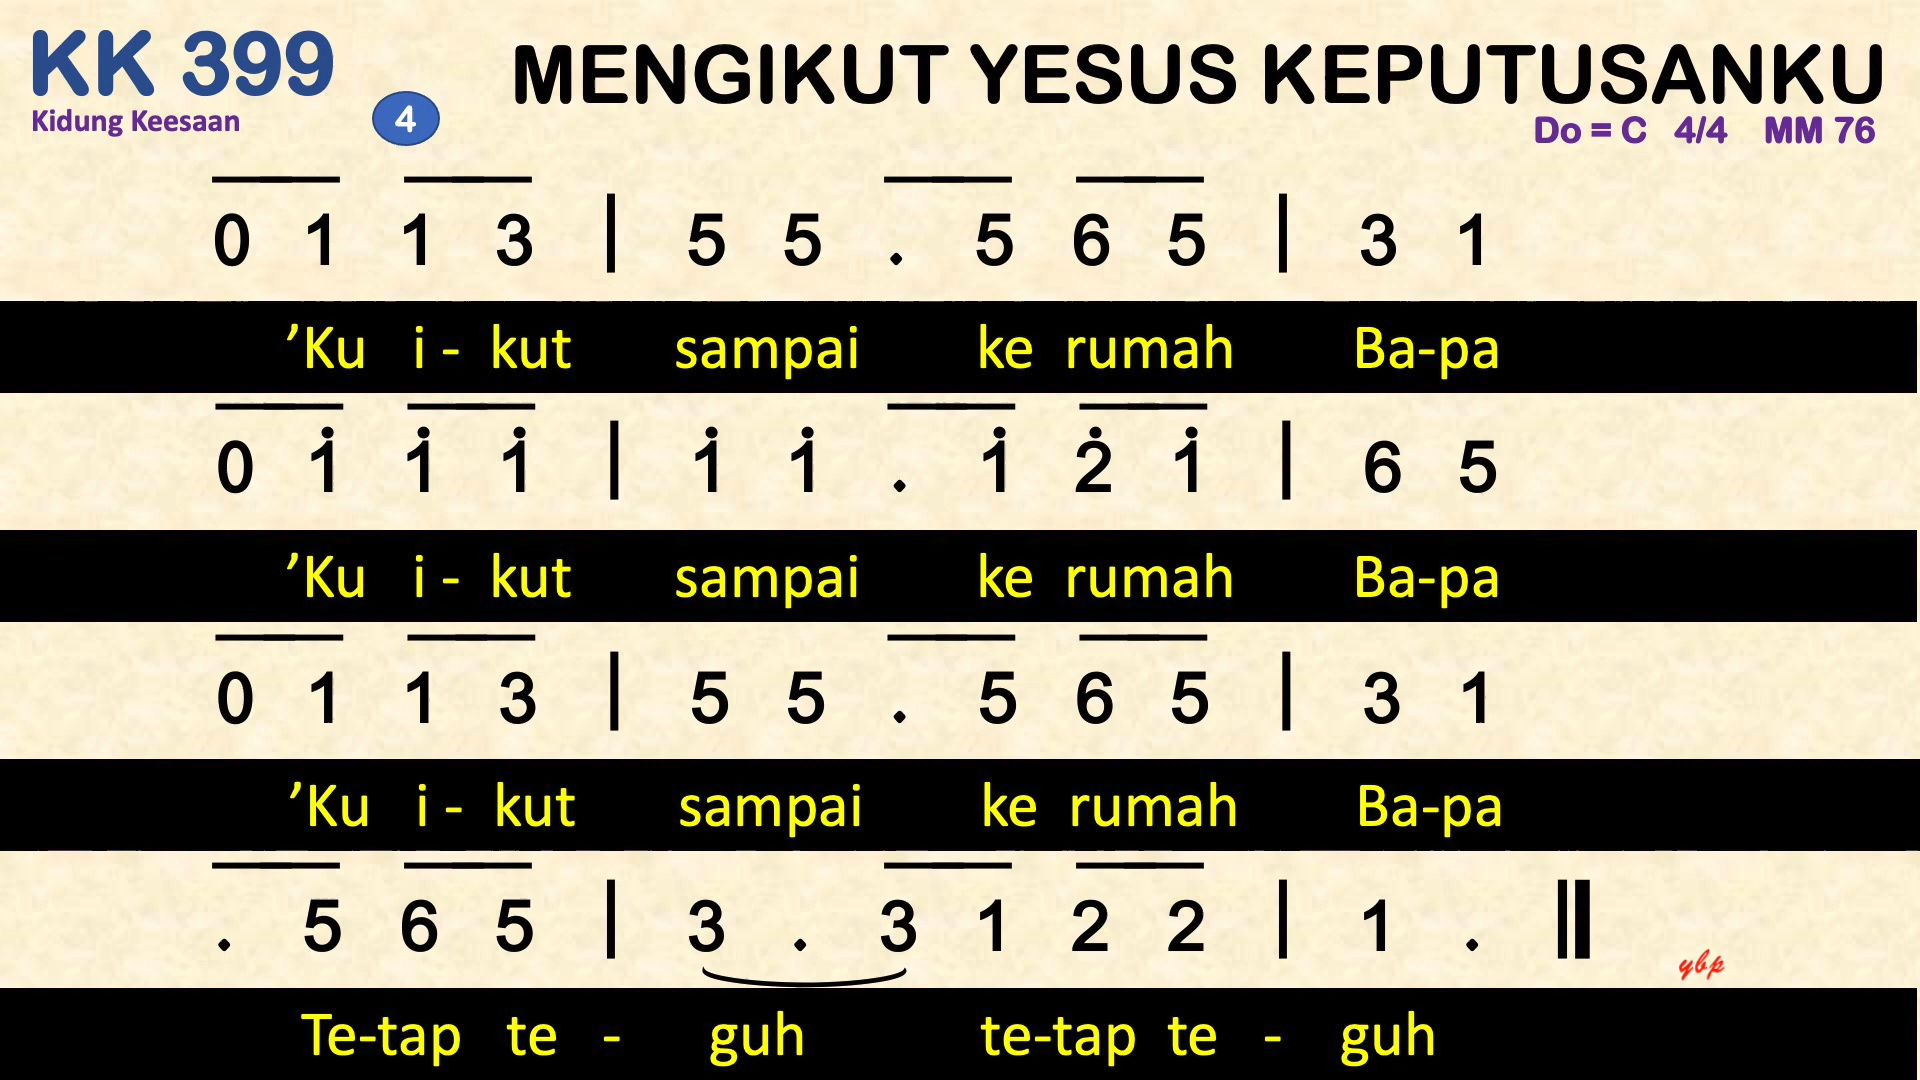 KK 399
MENGIKUT YESUS KEPUTUSANKU
Kidung Keesaan
4
Do = C 4/4 MM 76
0 1 1 3 | 5 5 . 5 6 5 | 3 1
’Ku i - kut sampai ke rumah Ba-pa
0 1̇ 1̇ 1̇ | 1̇ 1̇ . 1̇ 2̇ 1̇ | 6 5
’Ku i - kut sampai ke rumah Ba-pa
0 1 1 3 | 5 5 . 5 6 5 | 3 1
’Ku i - kut sampai ke rumah Ba-pa
. 5 6 5 | 3 . 3 1 2 2 | 1 . ||
ybp
Te-tap te - guh te-tap te - guh